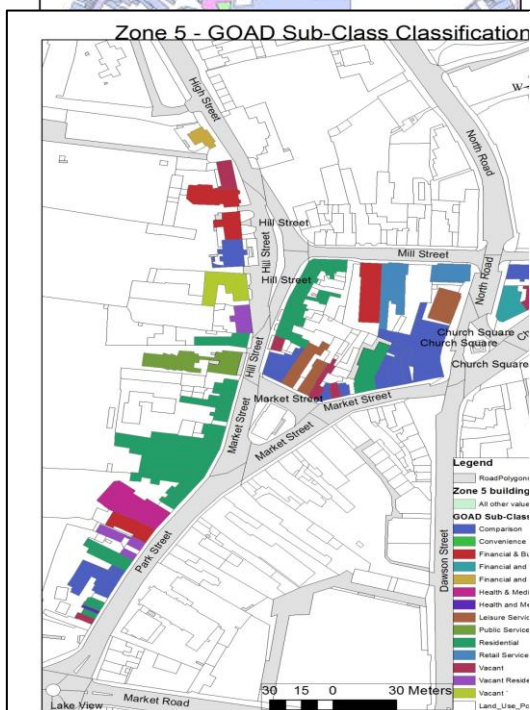 Zone 5 - GOAD Sub-Class Classification
W
High Street
North Road
Hill Street
Hill Street
Mill Street
Hill Street
North Road
Church Square
Church Square
Hill Street
Church Square
Market Street
Market Street
Market Street
Market Street
Park Street
Dawson Street
Legend
RoadPolygon
Zone 5 building
All other value
GOAD Sub-Class
Comparison
Convenience
Financial & Bu
Financial and
Financial and
Health & Medi
Health and Me
Leisure Servic
Public Service
Residential
Retail Service
Vacant
Vacant Reside
Vacant
Land_Use_Po
30 15 0 30 Meters
Market Road
Lake View